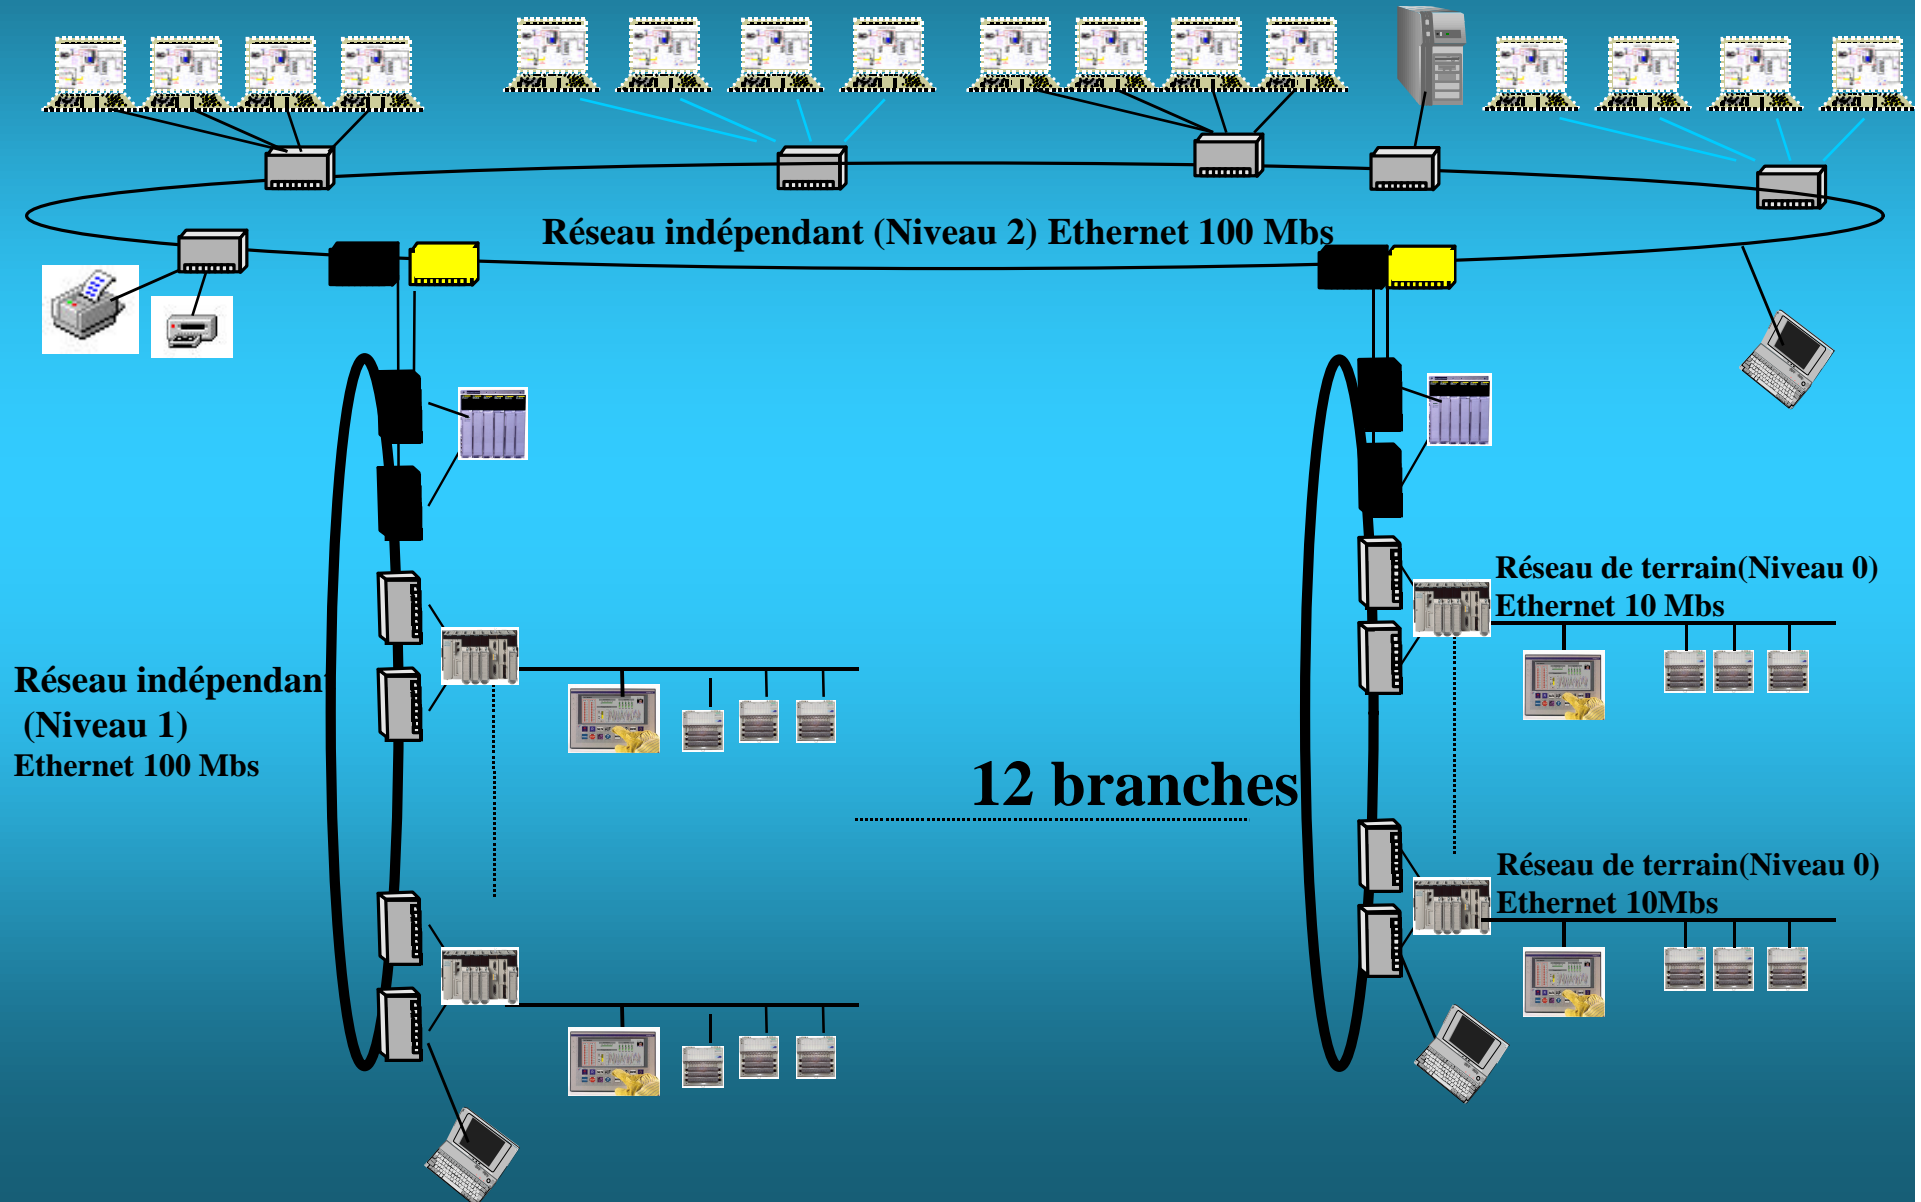 Réseau indépendant (Niveau 2) Ethernet 100 Mbs
Réseau de terrain(Niveau 0)
Ethernet 10 Mbs
Réseau indépendant
(Niveau 1)
Ethernet 100 Mbs
12 branches
Réseau de terrain(Niveau 0)
Ethernet 10Mbs